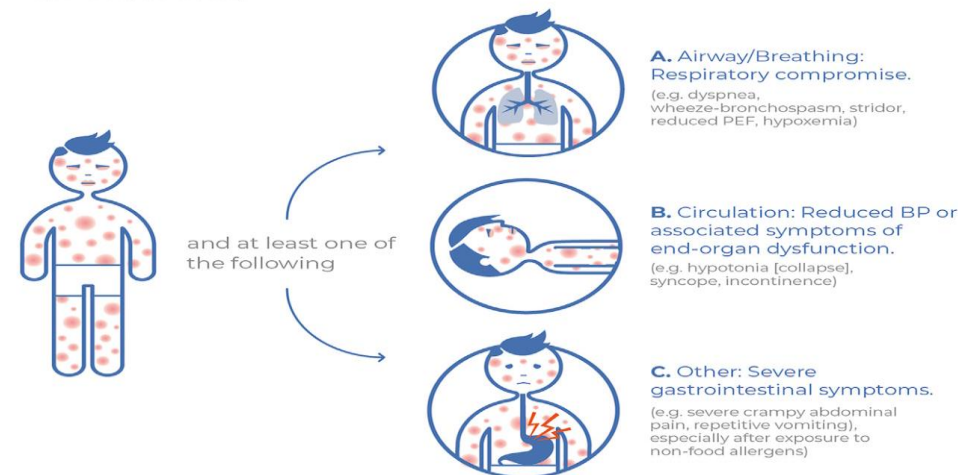 A. Airway/Breathing:
Respiratory compromise.
(e.g. dyspnea,
wheeze-bronchospasm, stridor,
reduced PEF, hypoxemia)
and at least one of
the following
B. Circulation: Reduced BP or
associated symptoms of
end-organ dysfunction.
(e.g. hypotonia [collapse],
syncope, incontinence)
C. Other: Severe
gastrointestinal symptoms.
(e.g. severe crampy abdominal
pain, repetitive vomiting),
especially after exposure to
non-food allergens)